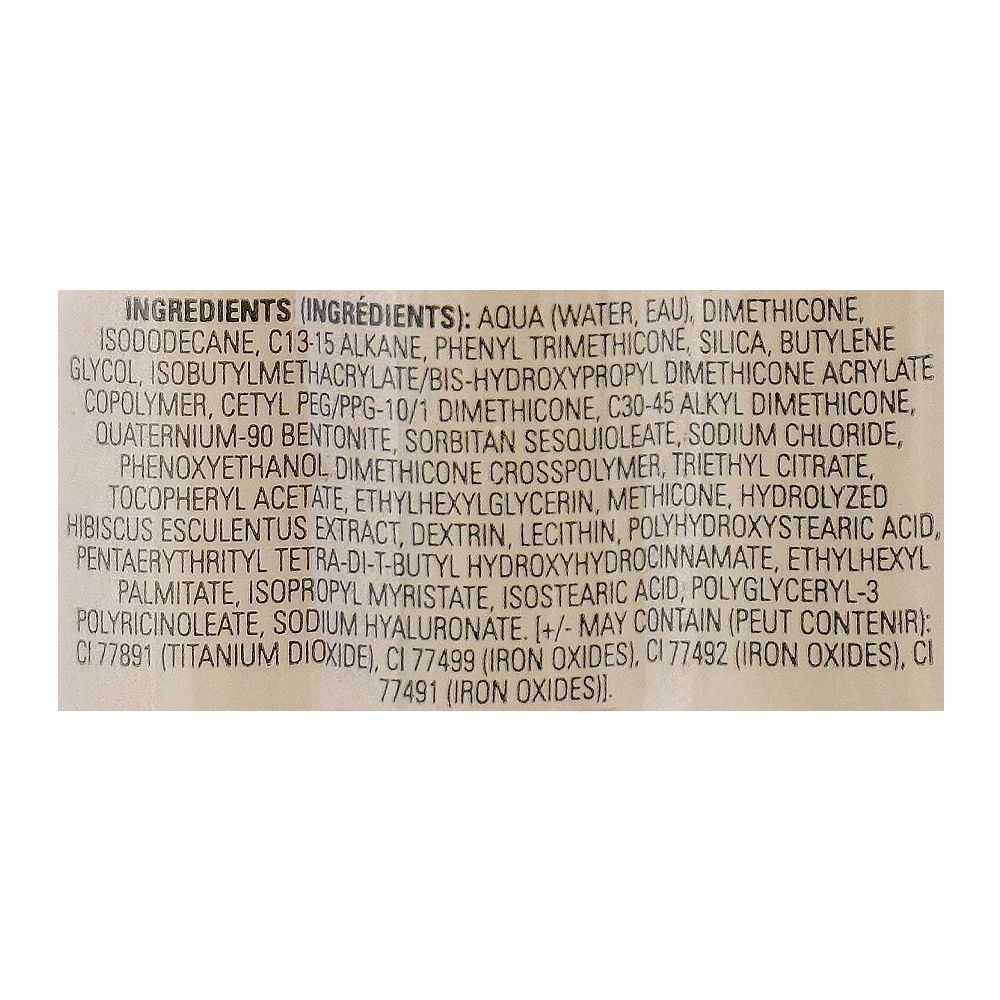 INGREDIENTS (INGRÉDIENTS): AQUA (WATER, EAU), DIMETHICONE,
ISODODECANE, C13-15 ALKANE, PHENYL TRIMETHICONE, SILICA, BUTYLENE
GLYCOL, ISOBUTYLMETHACRYLATE/BIS-HYDROXYPROPYL DIMETHICONE ACRYLATE
COPOLYMER, CETYL PEG/PPG-10/1 DIMETHICONE, C30-45 ALKYL DIMETHICONE,
QUATERNIUM-90 BENTONITE, SORBITAN SESQUIOLEATE, SODIUM CHLORIDE,
PHENOXYETHANOL DIMETHICONE CROSSPOLYMER, TRIETHYL CITRATE,
TOCOPHERYL ACETATE, ETHYLHEXYLGLYCERIN, METHICONE, HYDROLYZED
HIBISCUS ESCULENTUS EXTRACT, DEXTRIN, LECITHIN, POLYHYDROXYSTEARIC ACID,
PENTAERYTHRITYL TETRA-DI-T-BUTYL HYDROXYHYDROCINNAMATE, ETHYLHEXYL
PALMITATE, ISOPROPYL MYRISTATE, ISOSTEARIC ACID, POLYGLYCERYL-3
POLYRICINOLEATE, SODIUM HYALURONATE. [+/- MAY CONTAIN (PEUT CONTENIR):
CI 77891 (TITANIUM DIOXIDE), CI 77499 (IRON OXIDES), CI 77492 (IRON OXIDES), CI
77491 (IRON OXIDES)].